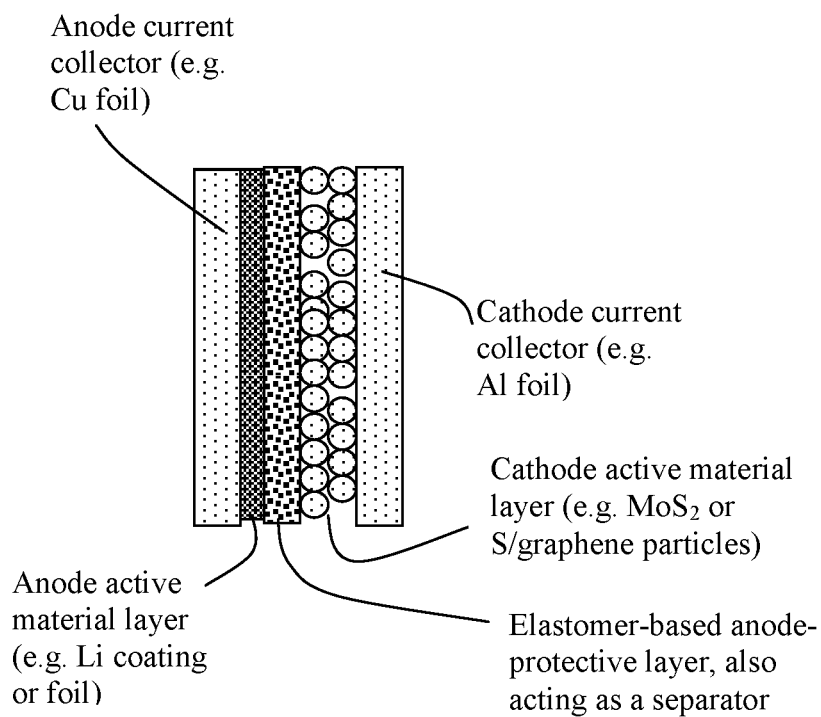 Anode current
collector (e.g.
Cu foil)
Cathode current
collector (e.g.
Al foil)
Cathode active material
layer (e.g. MoS₂ or
S/graphene particles)
Anode active
material layer
(e.g. Li coating
or foil)
Elastomer-based anode-
protective layer, also
acting as a separator